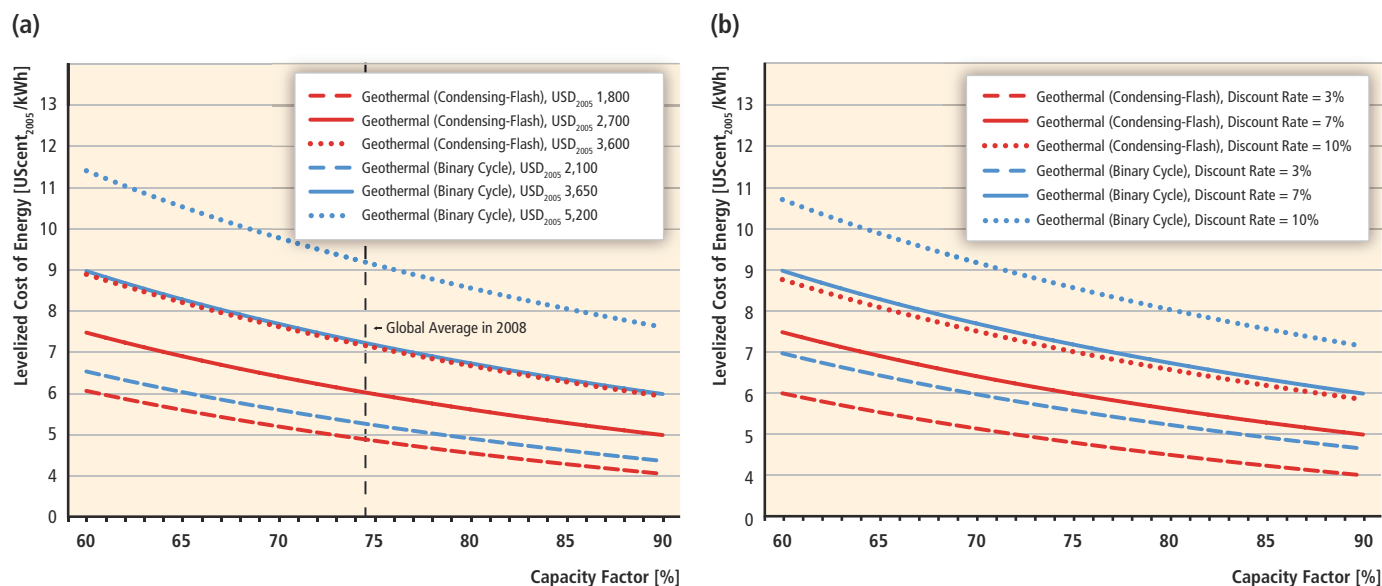 (a)
Levelized Cost of Energy [UScent2005/kWh]
13
12
11
10
9
8
7
6
5
4
0
Geothermal (Condensing-Flash), USD2005 1,800
Geothermal (Condensing-Flash), USD2005 2,700
Geothermal (Condensing-Flash), USD2005 3,600
Geothermal (Binary Cycle), USD2005 2,100
Geothermal (Binary Cycle), USD2005 3,650
Geothermal (Binary Cycle), USD2005 5,200
Global Average in 2008
60 65 70 75 80 85 90
Capacity Factor [%]
(b)
Levelized Cost of Energy [UScent2005/kWh]
13
12
11
10
9
8
7
6
5
4
0
Geothermal (Condensing-Flash), Discount Rate = 3%
Geothermal (Condensing-Flash), Discount Rate = 7%
Geothermal (Condensing-Flash), Discount Rate = 10%
Geothermal (Binary Cycle), Discount Rate = 3%
Geothermal (Binary Cycle), Discount Rate = 7%
Geothermal (Binary Cycle), Discount Rate = 10%
60 65 70 75 80 85 90
Capacity Factor [%]